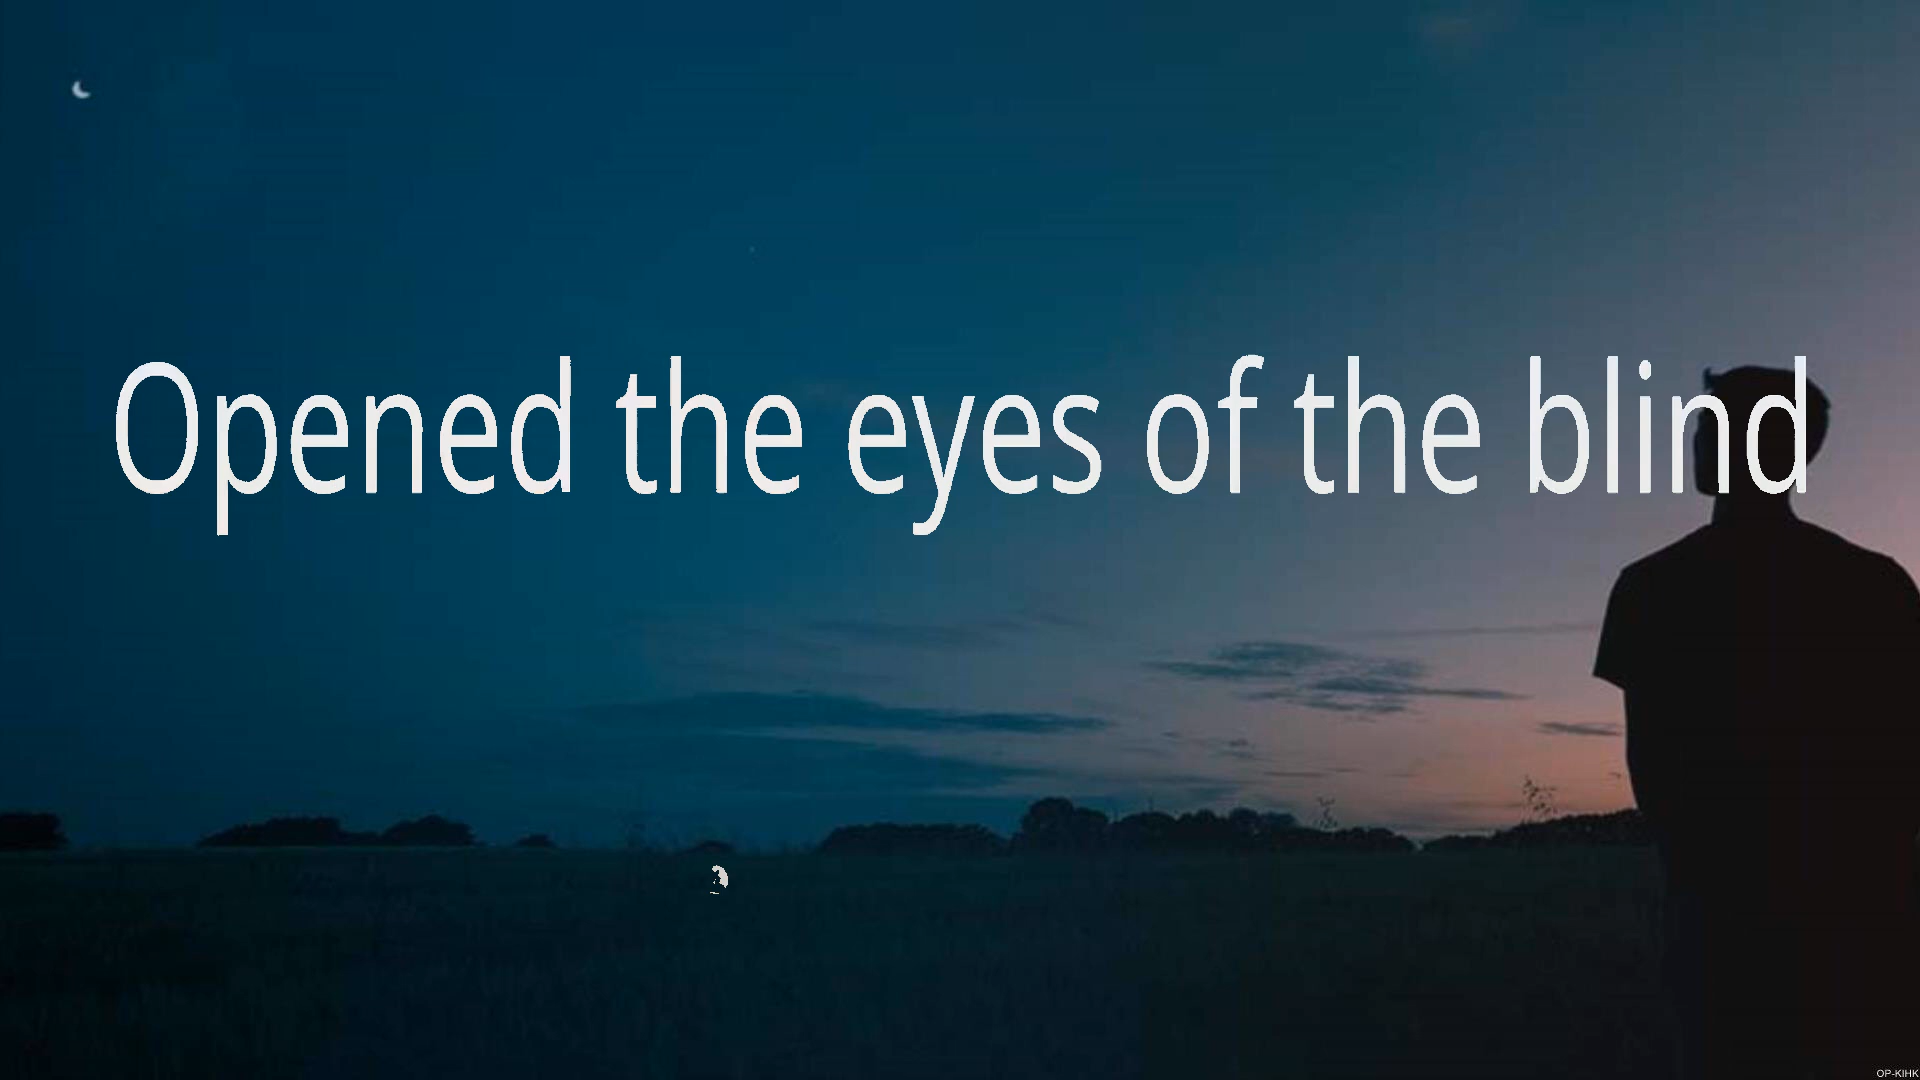 Opened the eyes of the blind
OP-KIHK